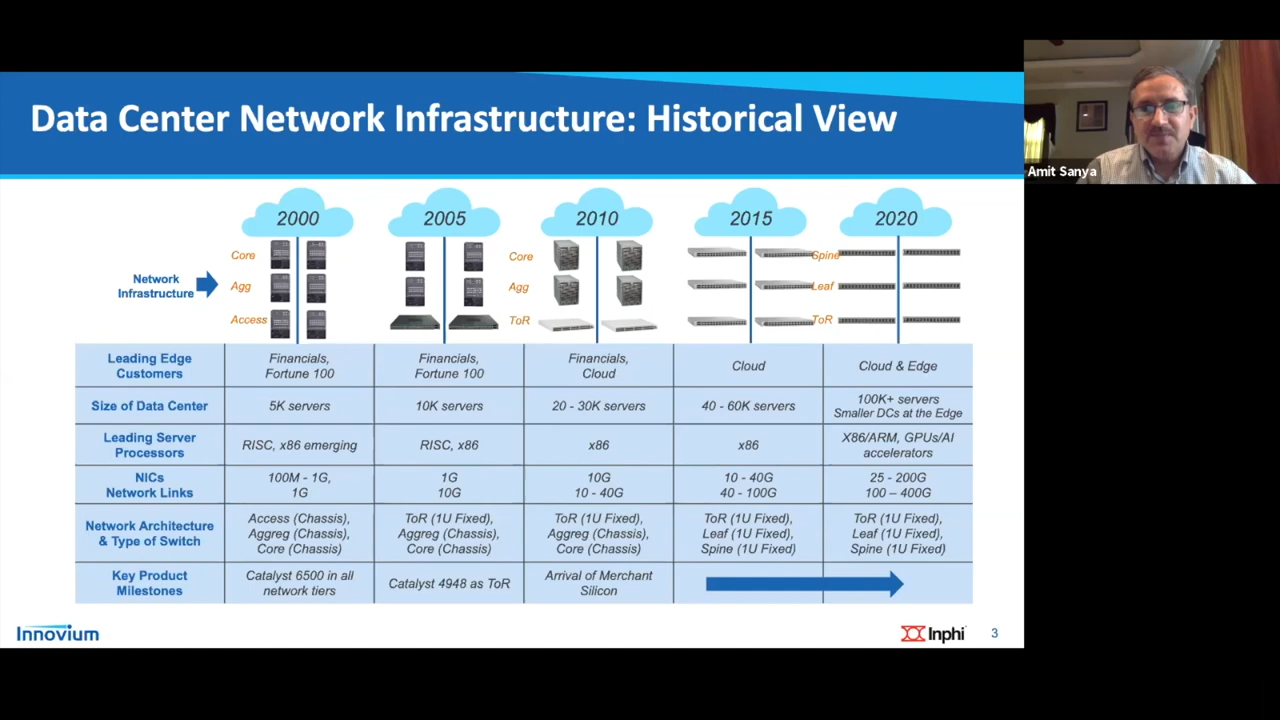 Data Center Network Infrastructure: Historical View
Amit Sanya
2000
2005
2010
2015
2020
Network
Infrastructure
Core
Agg
Access
Core
Agg
ToR
Spine
Leaf
ToR
Leading Edge
Customers
Financials,
Fortune 100
Financials,
Fortune 100
Financials,
Cloud
Cloud
Cloud & Edge
Size of Data Center
5K servers
10K servers
20 - 30K servers
40 - 60K servers
100K+ servers
Smaller DCs at the Edge
Leading Server
Processors
RISC, x86 emerging
RISC, x86
x86
x86
X86/ARM, GPUs/AI
accelerators
NICs
Network Links
100M - 1G,
1G
1G
10G
10G
10 - 40G
10 - 40G
40 - 100G
25 - 200G
100 – 400G
Network Architecture
& Type of Switch
Access (Chassis),
Aggreg (Chassis),
Core (Chassis)
ToR (1U Fixed),
Aggreg (Chassis),
Core (Chassis)
ToR (1U Fixed),
Aggreg (Chassis)
Core (Chassis)
ToR (1U Fixed),
Leaf (1U Fixed),
Spine (1U Fixed)
ToR (1U Fixed),
Leaf (1U Fixed),
Spine (1U Fixed)
Key Product
Milestones
Catalyst 6500 in all
network tiers
Catalyst 4948 as ToR
Arrival of Merchant
Silicon
Innovium
Inphi
3